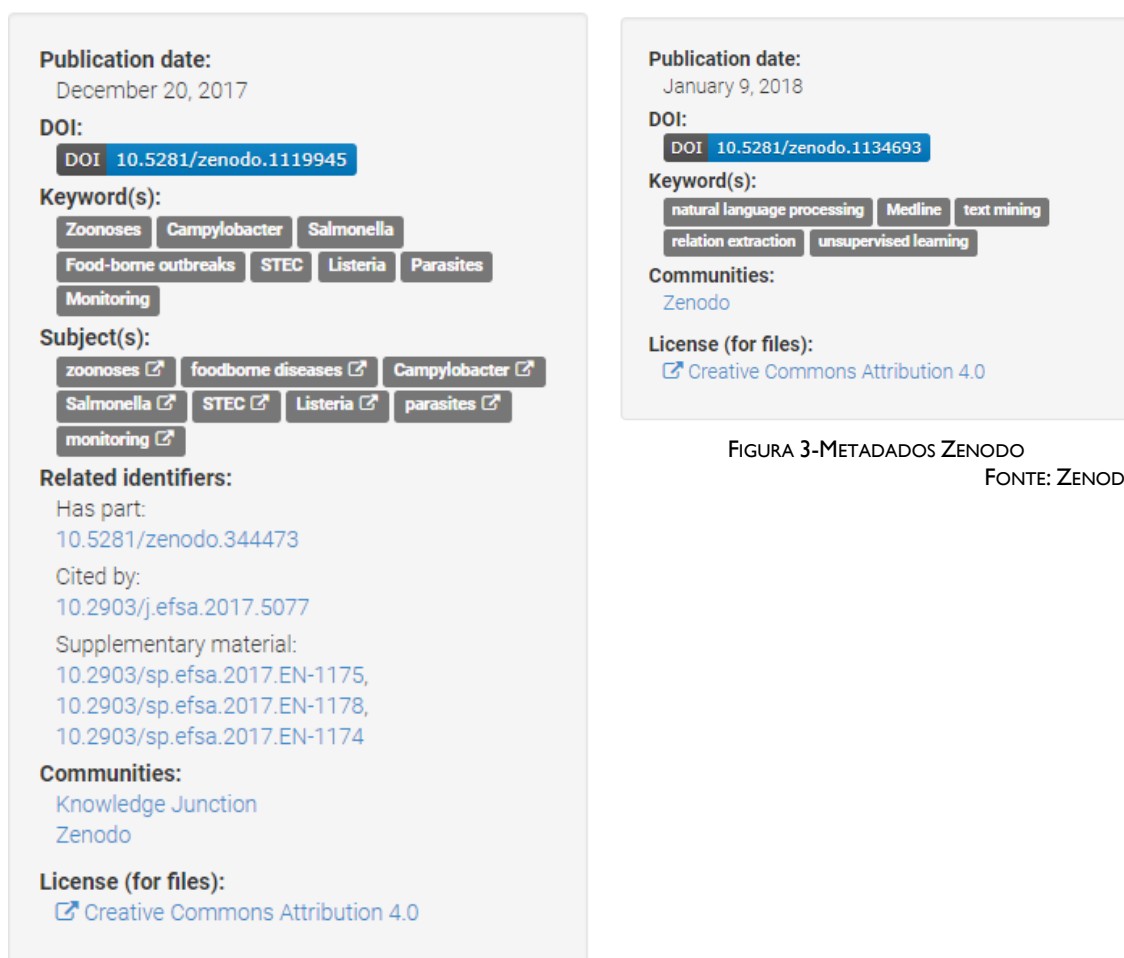 Publication date:
December 20, 2017
DOI:
DOI 10.5281/zenodo.1119945
Keyword(s):
Zoonoses Campylobacter Salmonella
Food-borne outbreaks STEC Listeria Parasites
Monitoring
Subject(s):
zoonoses foodborne diseases Campylobacter
Salmonella STEC Listeria parasites
monitoring
Related identifiers:
Has part:
10.5281/zenodo.344473
Cited by:
10.2903/j.efsa.2017.5077
Supplementary material:
10.2903/sp.efsa.2017.EN-1175,
10.2903/sp.efsa.2017.EN-1178,
10.2903/sp.efsa.2017.EN-1174
Communities:
Knowledge Junction
Zenodo
License (for files):
Creative Commons Attribution 4.0
Publication date:
January 9, 2018
DOI:
DOI 10.5281/zenodo.1134693
Keyword(s):
natural language processing Medline text mining
relation extraction unsupervised learning
Communities:
Zenodo
License (for files):
Creative Commons Attribution 4.0
FIGURA 3-METADADOS ZENODO
FONTE: ZENOD